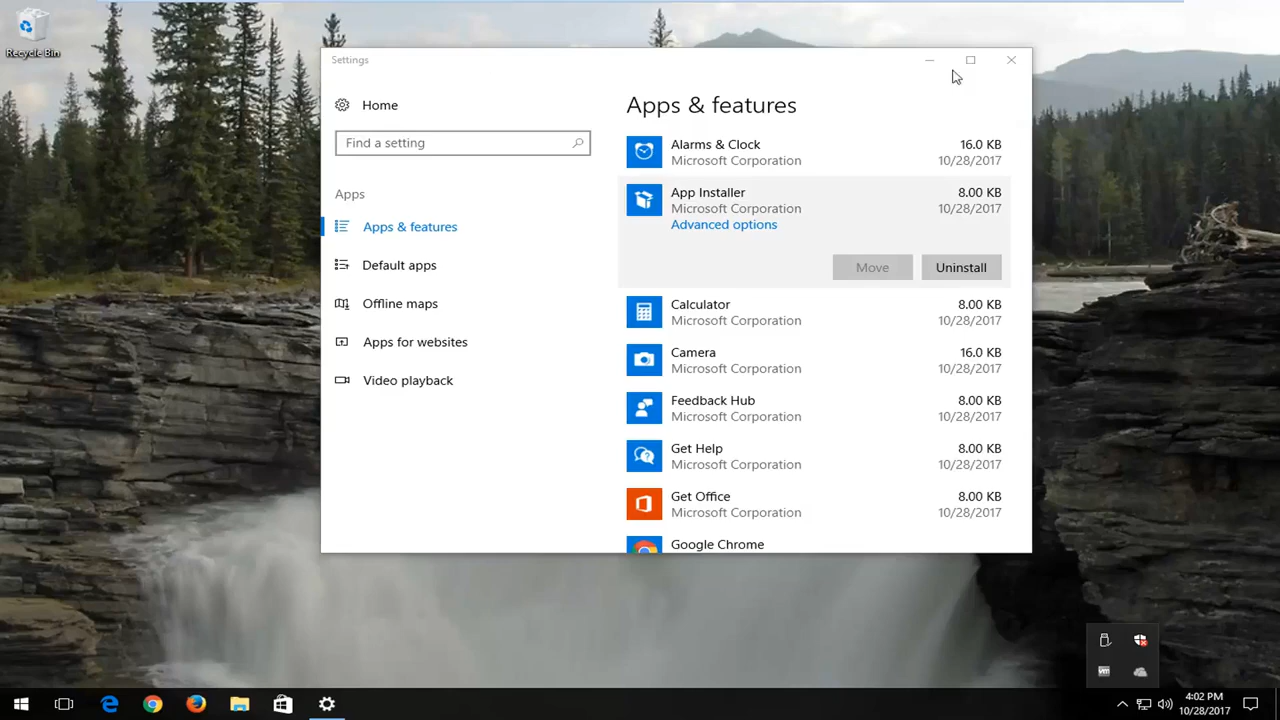 Recycle Bin
Settings
Home
Find a setting
Apps
Apps & features
Default apps
Offline maps
Apps for websites
Video playback
Apps & features
Alarms & Clock 16.0 KB
Microsoft Corporation 10/28/2017
App Installer 8.00 KB
Microsoft Corporation 10/28/2017
Advanced options
Move Uninstall
Calculator 8.00 KB
Microsoft Corporation 10/28/2017
Camera 16.0 KB
Microsoft Corporation 10/28/2017
Feedback Hub 8.00 KB
Microsoft Corporation 10/28/2017
Get Help 8.00 KB
Microsoft Corporation 10/28/2017
Get Office 8.00 KB
Microsoft Corporation 10/28/2017
Google Chrome
4:02 PM
10/28/2017